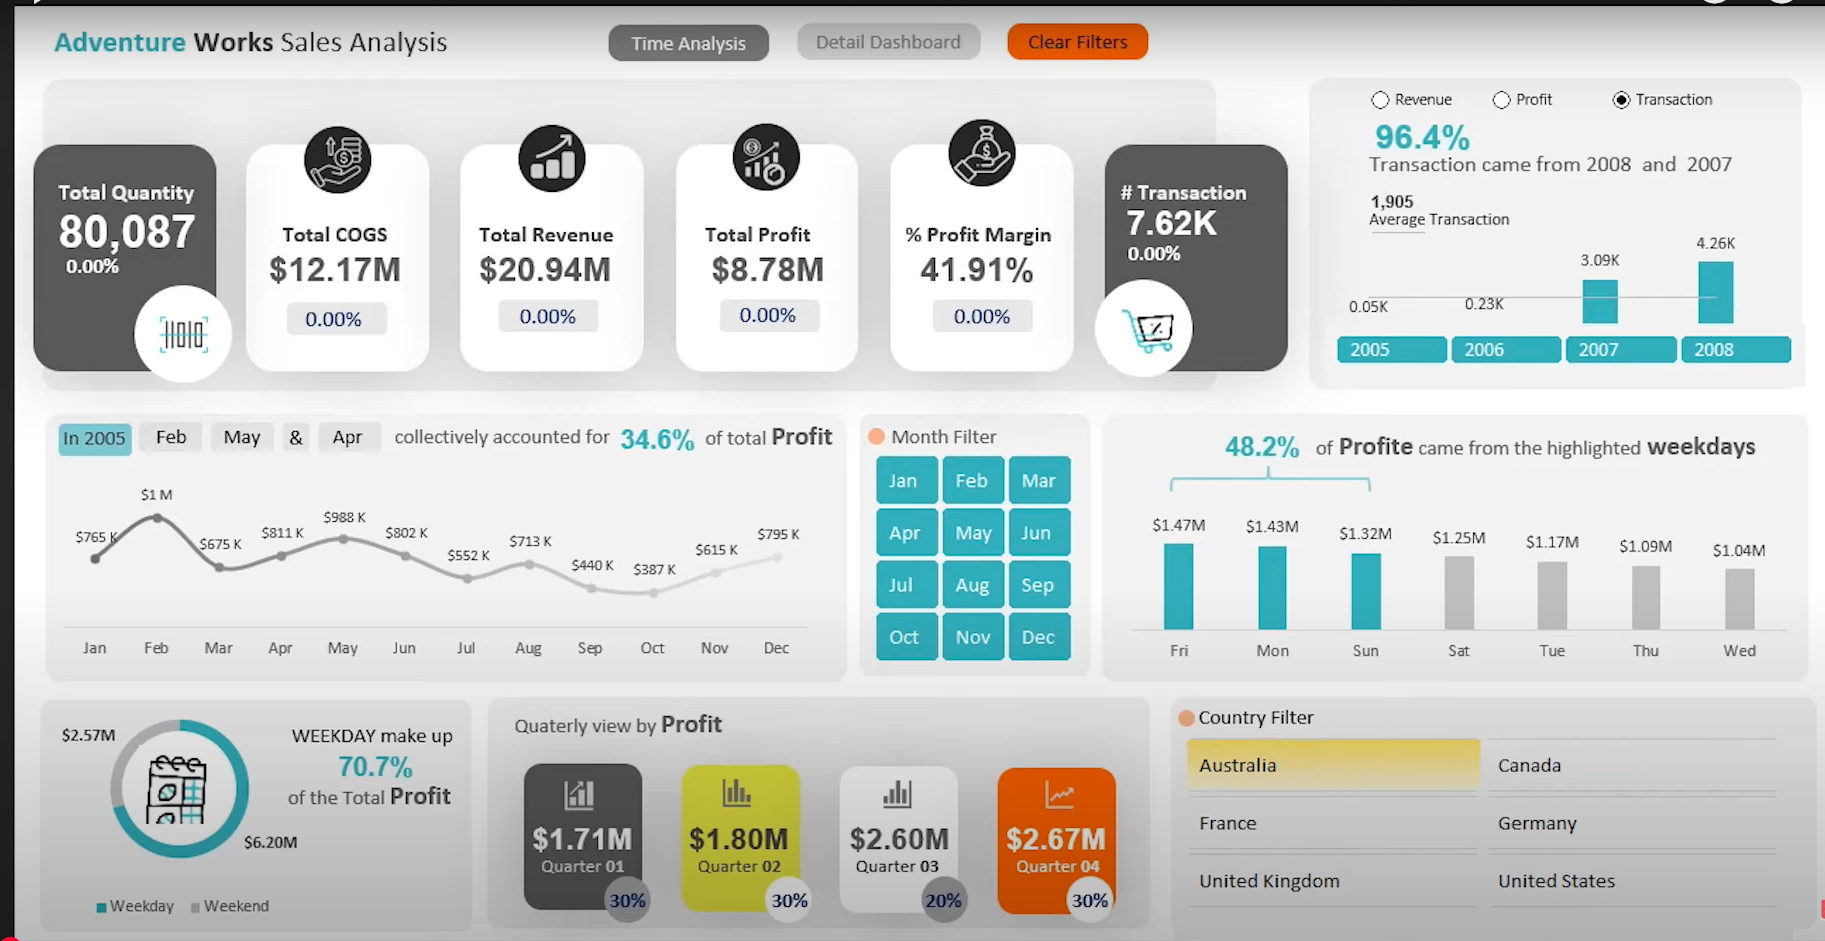 Adventure Works Sales Analysis
Time Analysis
Detail Dashboard
Clear Filters
Total Quantity
80,087
0.00%
Total COGS
$12.17M
0.00%
Total Revenue
$20.94M
0.00%
Total Profit
$8.78M
0.00%
% Profit Margin
41.91%
0.00%
# Transaction
7.62K
0.00%
Revenue Profit Transaction
96.4%
Transaction came from 2008 and 2007
1,905
Average Transaction
0.05K 0.23K 3.09K 4.26K
2005 2006 2007 2008
In 2005 Feb May & Apr collectively accounted for 34.6% of total Profit
$765 K $1 M $675 K $811 K $988 K $802 K $552 K $713 K $440 K $387 K $615 K $795 K
Jan Feb Mar Apr May Jun Jul Aug Sep Oct Nov Dec
Month Filter
Jan Feb Mar
Apr May Jun
Jul Aug Sep
Oct Nov Dec
48.2% of Profite came from the highlighted weekdays
$1.47M $1.43M $1.32M $1.25M $1.17M $1.09M $1.04M
Fri Mon Sun Sat Tue Thu Wed
$2.57M
WEEKDAY make up
70.7%
of the Total Profit
$6.20M
Weekday Weekend
Quaterly view by Profit
$1.71M
Quarter 01
30%
$1.80M
Quarter 02
30%
$2.60M
Quarter 03
20%
$2.67M
Quarter 04
30%
Country Filter
Australia Canada
France Germany
United Kingdom United States